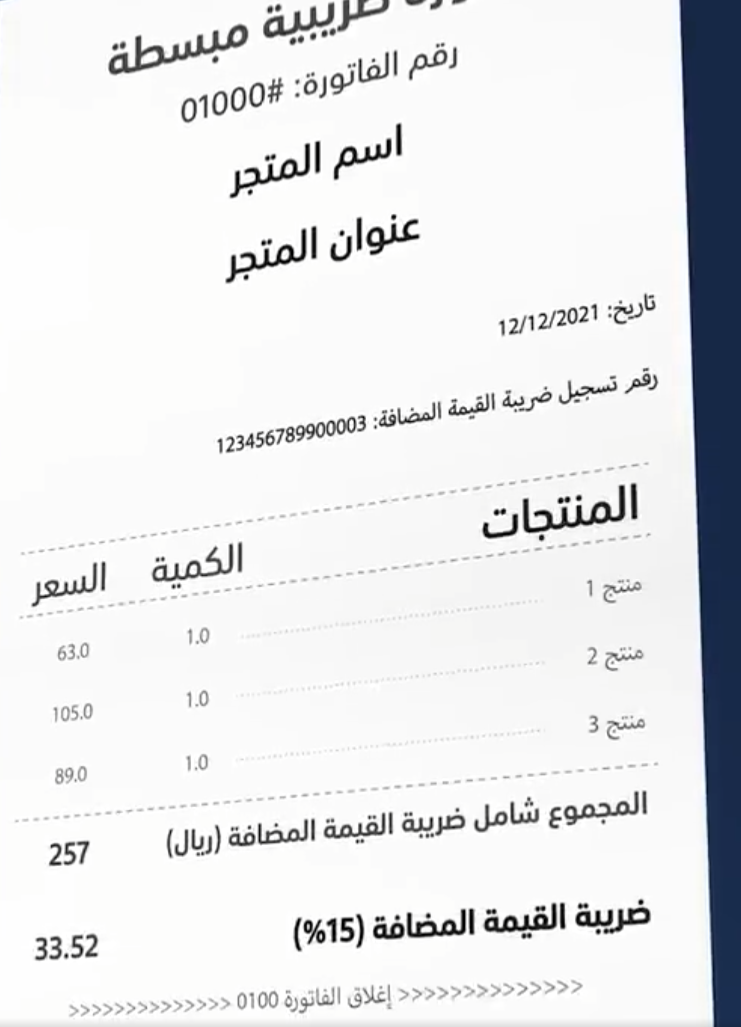 ضريبية مبسطة
رقم الفاتورة: #01000
اسم المتجر
عنوان المتجر
تاريخ: 12/12/2021
رقم تسجيل ضريبة القيمة المضافة: 123456789900003
المنتجات الكمية السعر
منتج 1 1.0 63.0
منتج 2 1.0 105.0
منتج 3 1.0 89.0
المجموع شامل ضريبة القيمة المضافة (ريال) 257
ضريبة القيمة المضافة (15%) 33.52
>>>>>>>>>>>>>> إغلاق الفاتورة 0100 <<<<<<<<<<<<<<